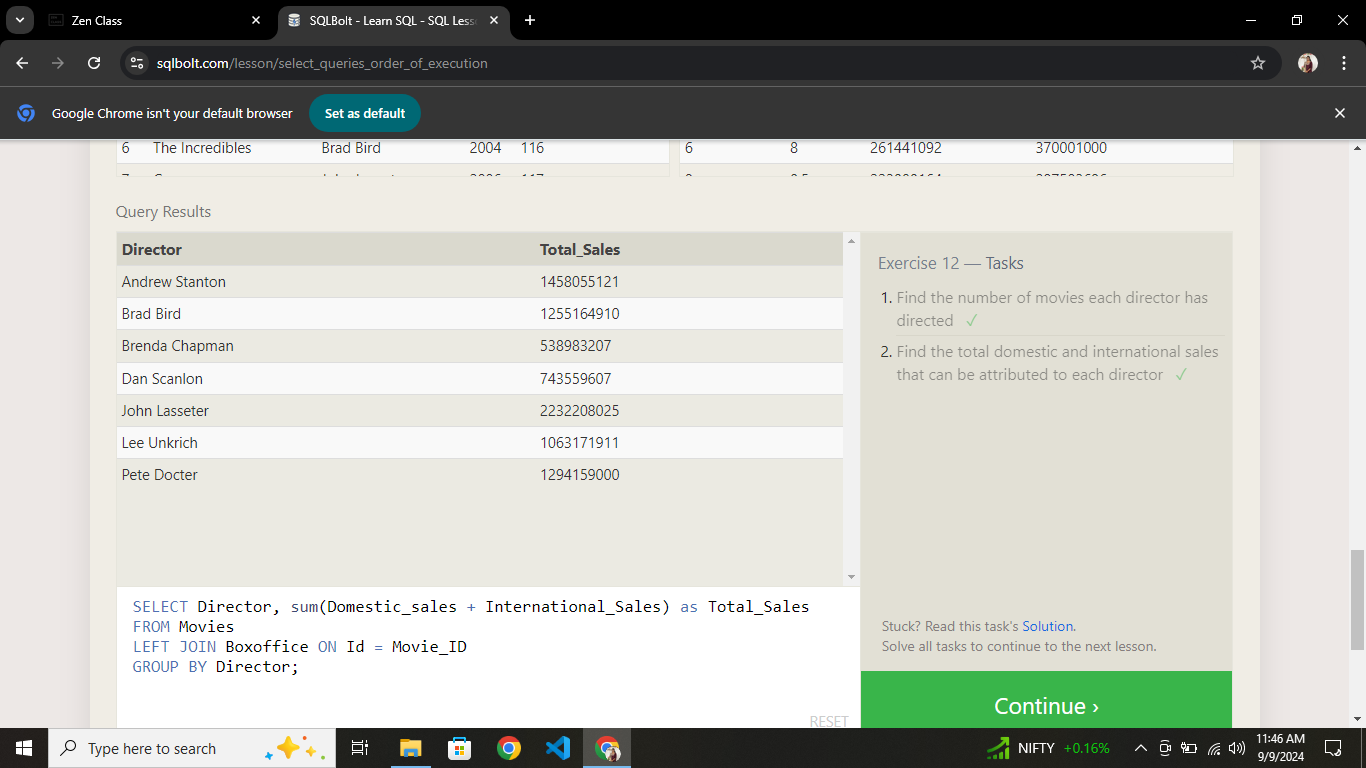 Zen Class
SQLBolt - Learn SQL - SQL Less
sqlbolt.com/lesson/select_queries_order_of_execution
Google Chrome isn't your default browser
Set as default
6 The Incredibles Brad Bird 2004 116
6 8 261441092 370001000
Query Results
Director Total_Sales
Andrew Stanton 1458055121
Brad Bird 1255164910
Brenda Chapman 538983207
Dan Scanlon 743559607
John Lasseter 2232208025
Lee Unkrich 1063171911
Pete Docter 1294159000
Exercise 12 — Tasks
1. Find the number of movies each director has
directed ✓
2. Find the total domestic and international sales
that can be attributed to each director ✓
Stuck? Read this task's Solution.
Solve all tasks to continue to the next lesson.
Continue ›
SELECT Director, sum(Domestic_sales + International_Sales) as Total_Sales
FROM Movies
LEFT JOIN Boxoffice ON Id = Movie_ID
GROUP BY Director;
RESET
Type here to search
NIFTY +0.16%
11:46 AM
9/9/2024